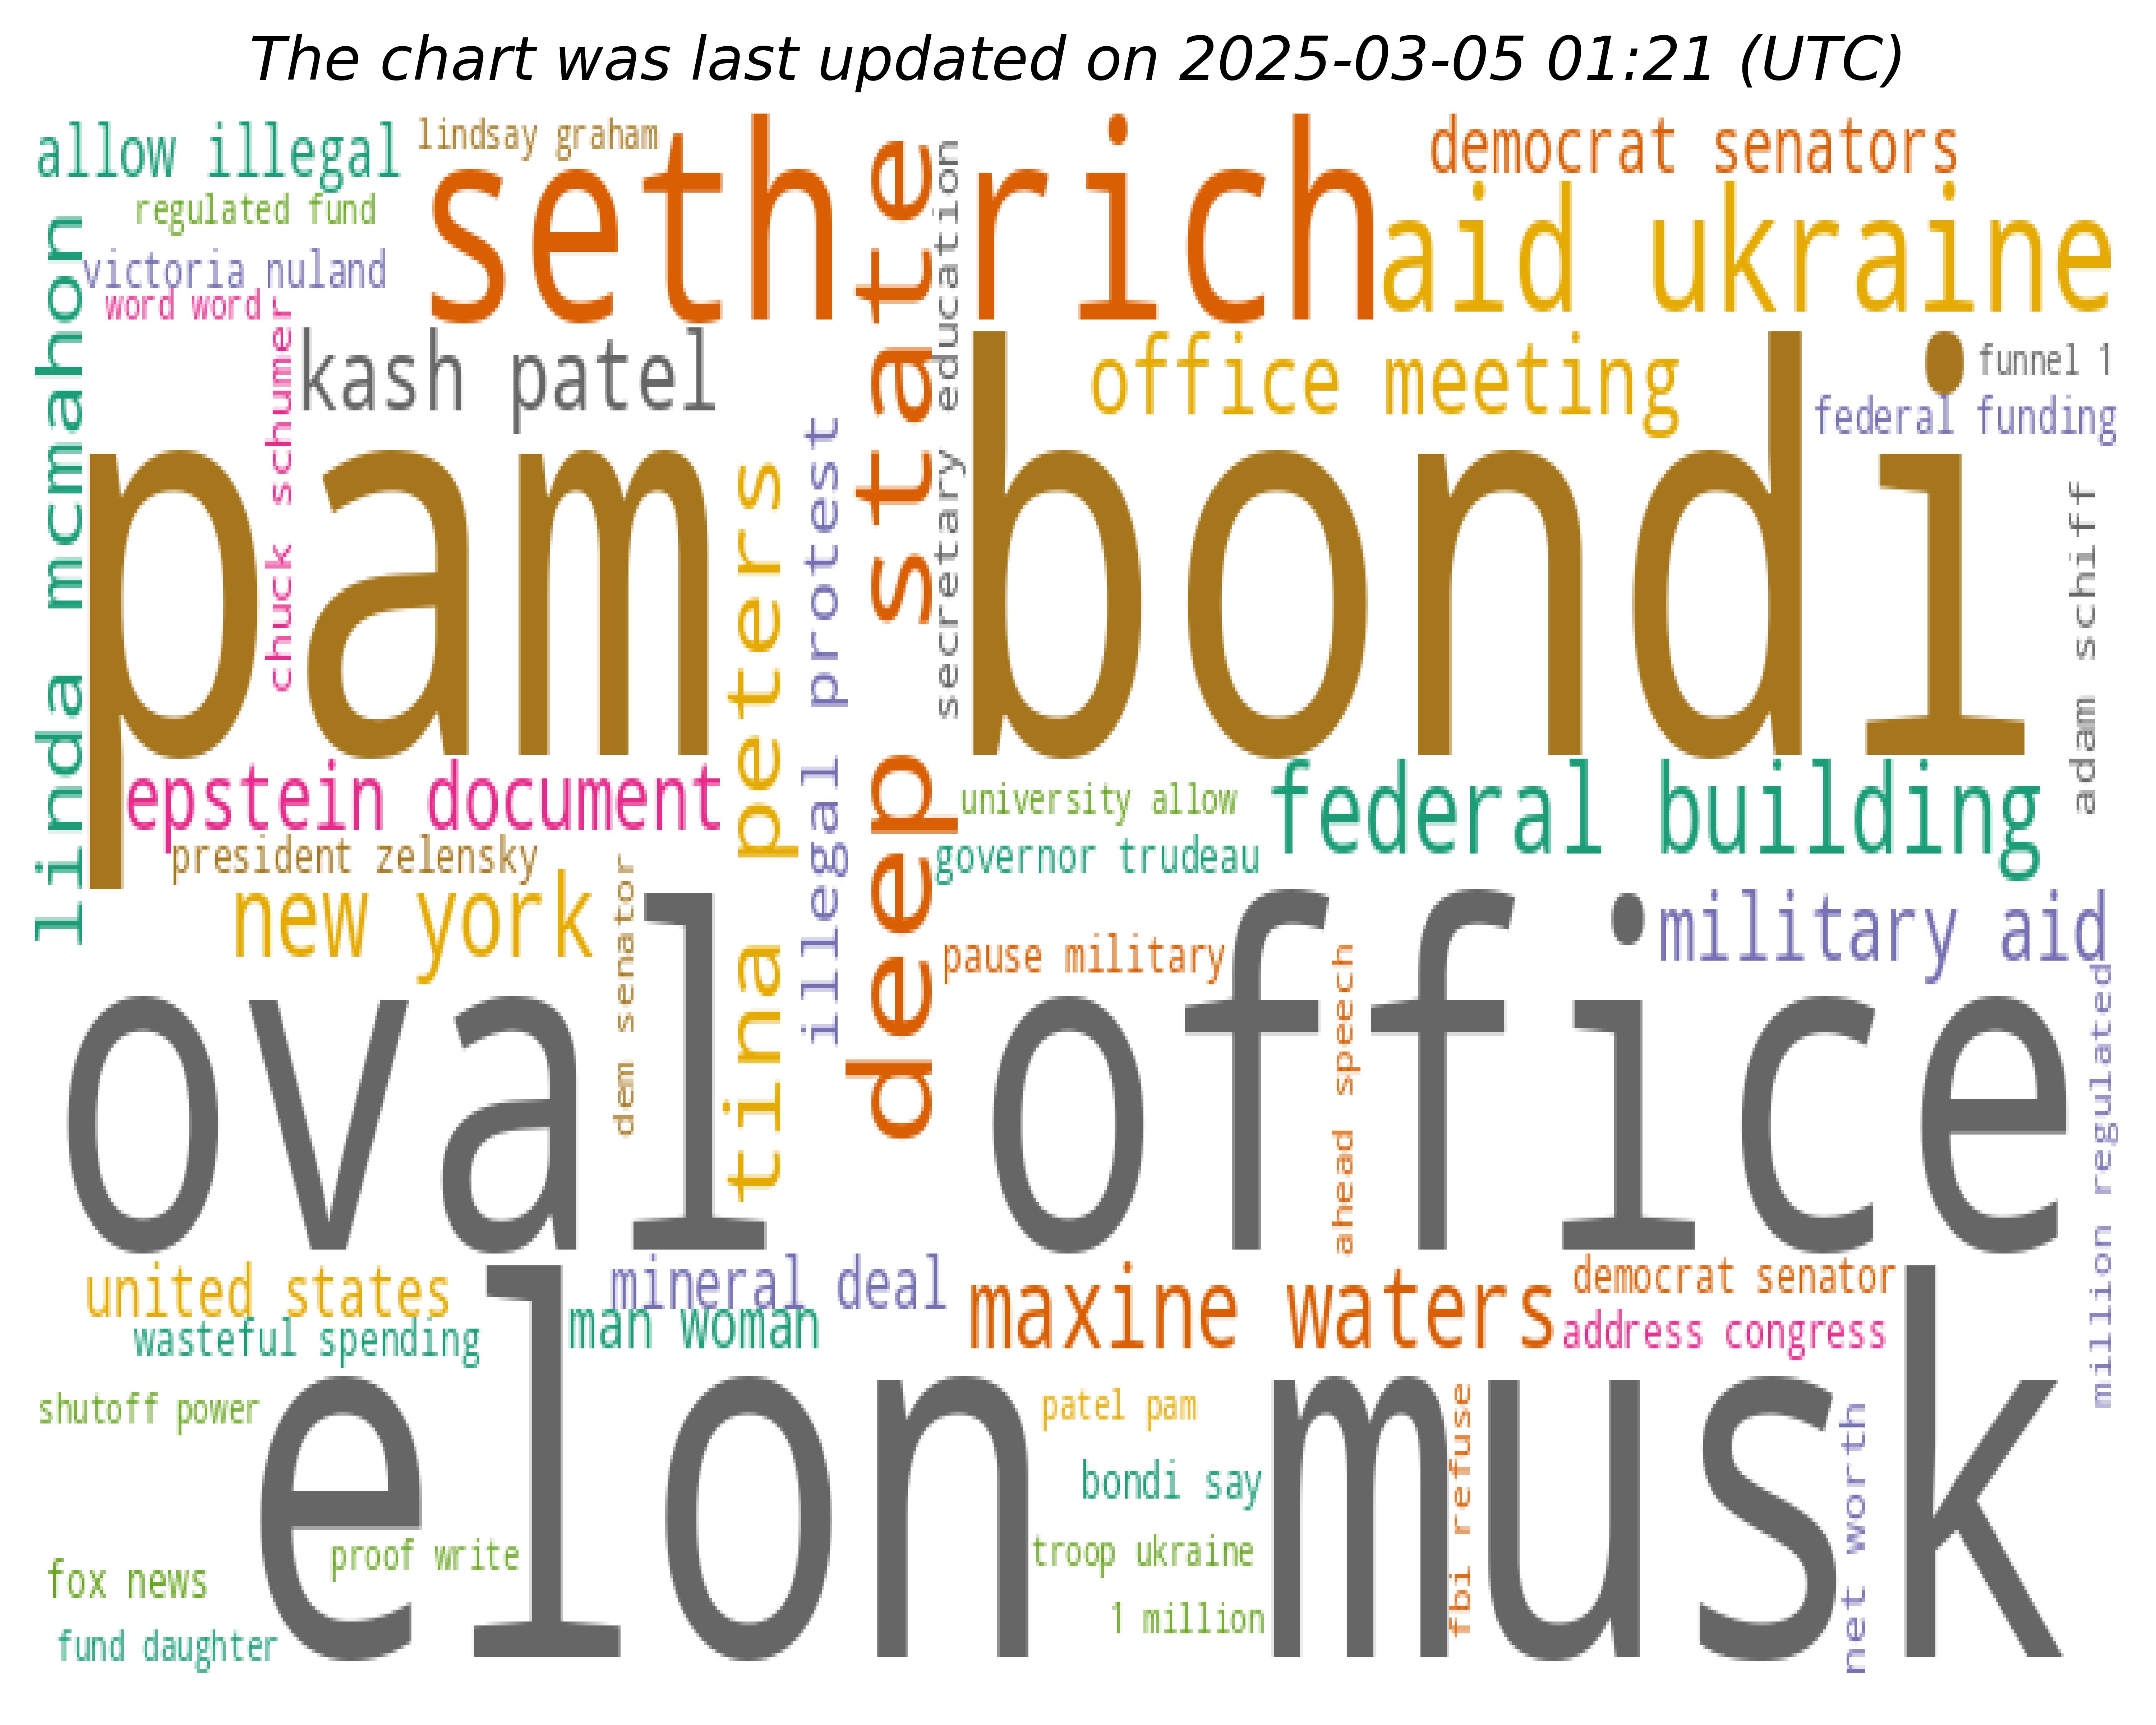 The chart was last updated on 2025-03-05 01:21 (UTC)
allow illegal
lindsay graham
seth rich
democrat senators
regulated fund
aid ukraine
victoria nuland
word word
linda mcmahon
chuck schumer
kash patel
deep state
secretary education
office meeting
funnel 1
federal funding
pam bondi
tina peters
illegal protest
adam schiff
epstein document
university allow
federal building
president zelensky
governor trudeau
new york
dem senator
pause military
military aid
oval office
ahead speech
million regulated
united states
mineral deal
maxine waters
democrat senator
wasteful spending
man woman
address congress
shutoff power
elon musk
patel pam
fbi refuse
net worth
bondi say
proof write
troop ukraine
fox news
1 million
fund daughter